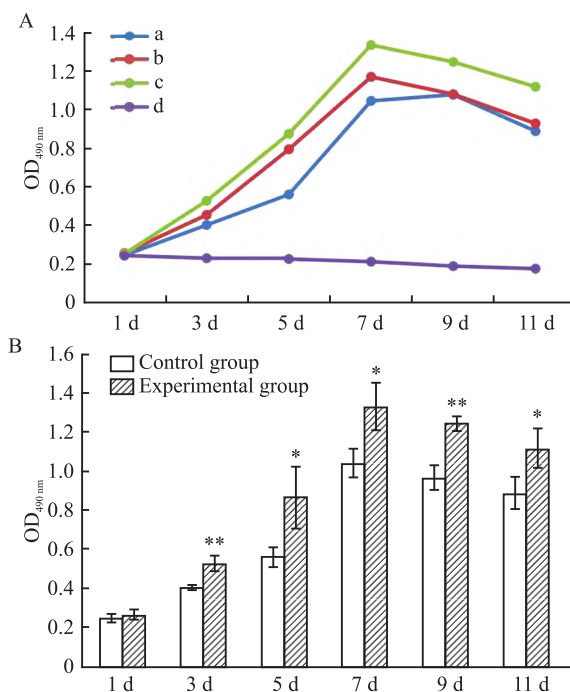 A
1.4
1.2
1.0
0.8
0.6
0.4
0.2
0
OD490 nm
a
b
c
d
1 d 3 d 5 d 7 d 9 d 11 d
B
1.6
1.4
1.2
1.0
0.8
0.6
0.4
0.2
0
OD490 nm
Control group
Experimental group
**
*
*
**
*
1 d 3 d 5 d 7 d 9 d 11 d